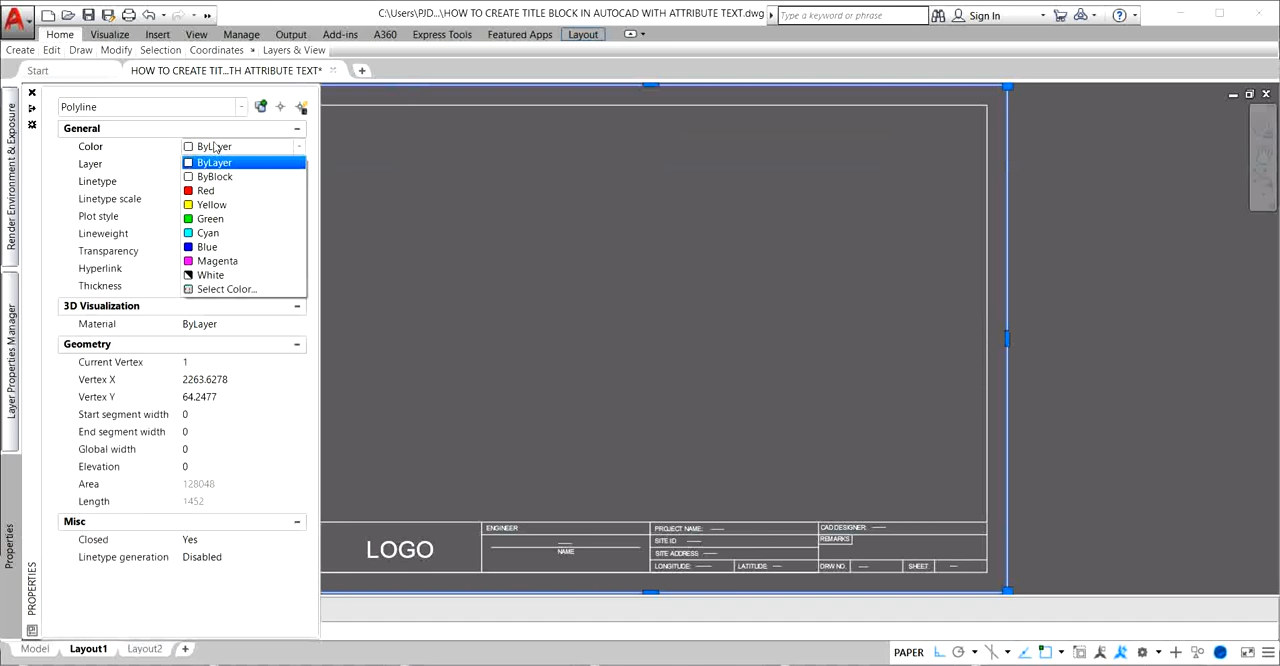 C:\Users\PJD...\HOW TO CREATE TITLE BLOCK IN AUTOCAD WITH ATTRIBUTE TEXT.dwg
Type a keyword or phrase
Sign In
Home Visualize Insert View Manage Output Add-ins A360 Express Tools Featured Apps Layout
Create Edit Draw Modify Selection Coordinates Layers & View
Start
HOW TO CREATE TIT...TH ATTRIBUTE TEXT*
Render Environment & Exposure
Layer Properties Manager
Properties
PROPERTIES
Polyline
General
Color ByLayer
Layer
Linetype
Linetype scale
Plot style
Lineweight
Transparency
Hyperlink
Thickness
ByLayer
ByBlock
Red
Yellow
Green
Cyan
Blue
Magenta
White
Select Color...
3D Visualization
Material ByLayer
Geometry
Current Vertex 1
Vertex X 2263.6278
Vertex Y 64.2477
Start segment width 0
End segment width 0
Global width 0
Elevation 0
Area 128048
Length 1452
Misc
Closed Yes
Linetype generation Disabled
LOGO
ENGINEER
NAME
PROJECT NAME:
SITE ID
SITE ADDRESS
LONGITUDE: LATITUDE:
CAD DESIGNER:
REMARKS
DRW NO. SHEET
Model Layout1 Layout2 +
PAPER